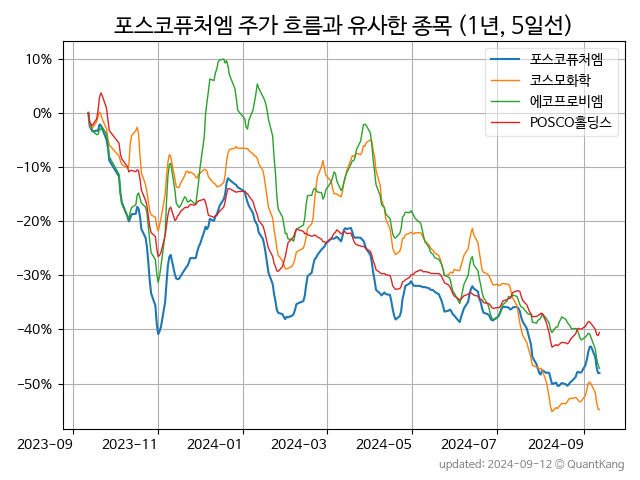 포스코퓨처엠 주가 흐름과 유사한 종목 (1년, 5일선)
포스코퓨처엠
코스모화학
에코프로비엠
POSCO홀딩스
10%
0%
−10%
−20%
−30%
−40%
−50%
2023-09
2023-11
2024-01
2024-03
2024-05
2024-07
2024-09
updated: 2024-09-12 © QuantKang